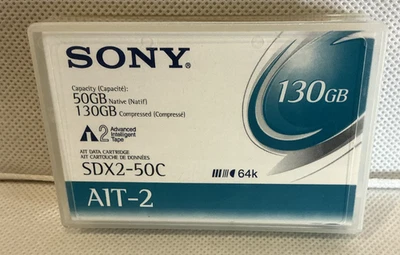 SONY®
Capacity (Capacité):
50GB Native (Natif)
130GB Compressed (Compressé)
130GB
2 Advanced
Intelligent
Tape
AIT DATA CARTRIDGE
AIT CARTOUCHE DE DONNÉES
SDX2-50C
64k
AIT-2